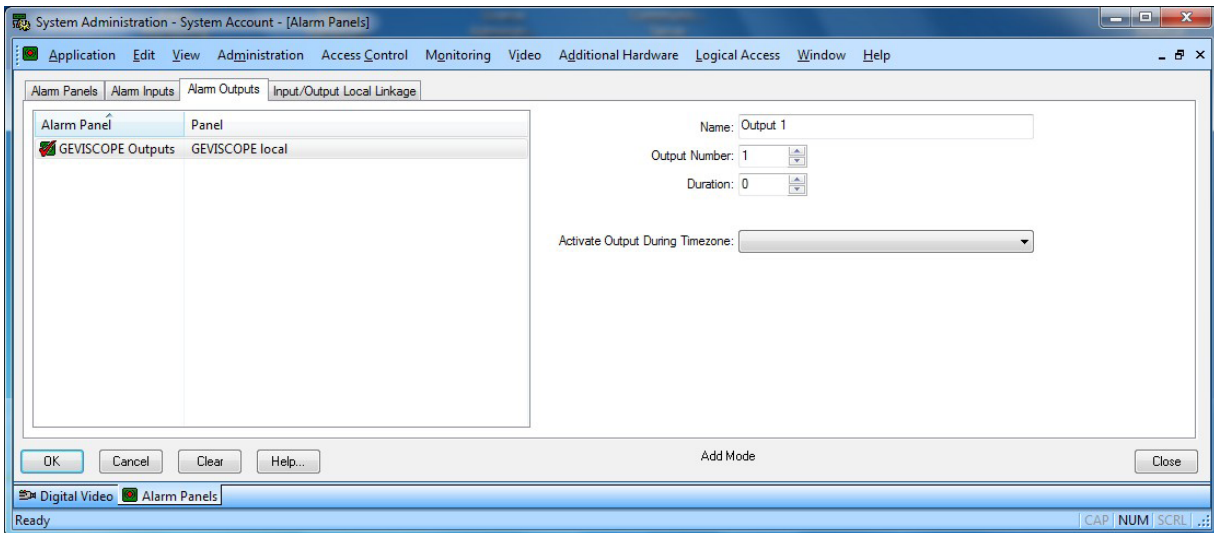 System Administration - System Account - [Alarm Panels]
Application Edit View Administration Access Control Monitoring Video Additional Hardware Logical Access Window Help
Alarm Panels Alarm Inputs Alarm Outputs Input/Output Local Linkage
Alarm Panel Panel
GEVISCOPE Outputs GEVISCOPE local
Name: Output 1
Output Number: 1
Duration: 0
Activate Output During Timezone:
OK Cancel Clear Help... Add Mode Close
Digital Video Alarm Panels
Ready CAP NUM SCRL